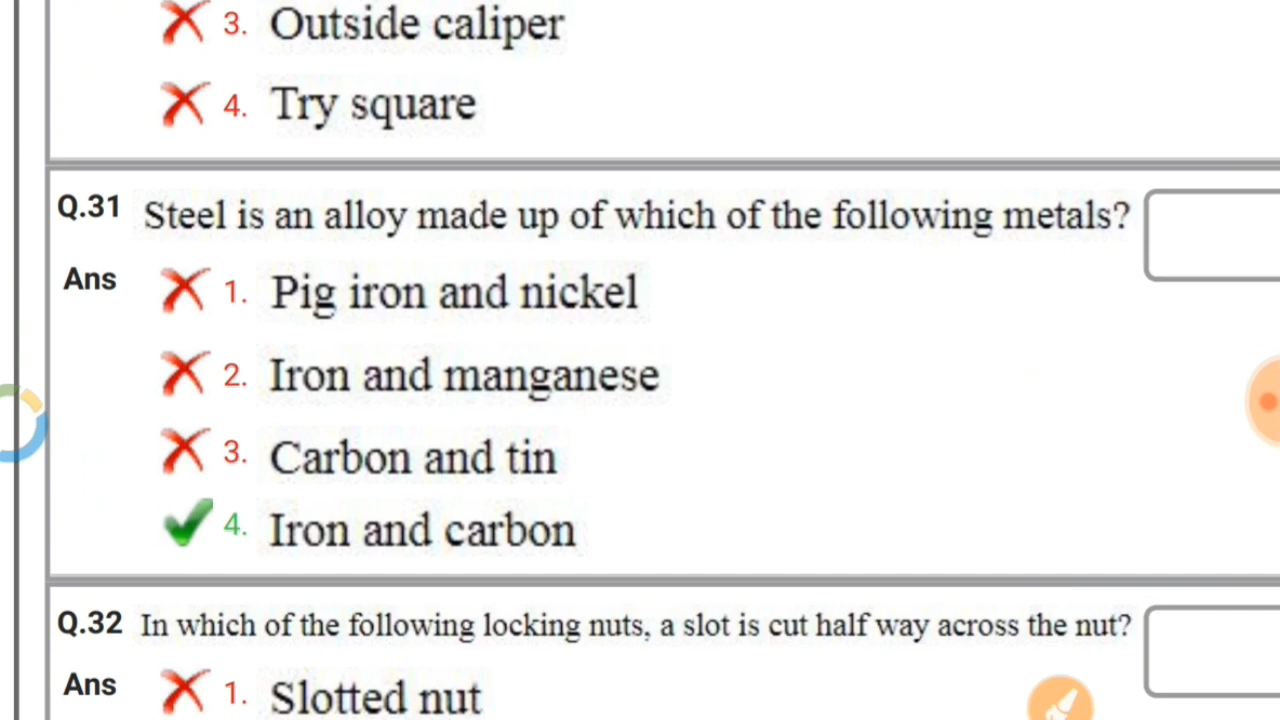 3. Outside caliper
4. Try square
Q.31 Steel is an alloy made up of which of the following metals?
Ans 1. Pig iron and nickel
2. Iron and manganese
3. Carbon and tin
4. Iron and carbon
Q.32 In which of the following locking nuts, a slot is cut half way across the nut?
Ans 1. Slotted nut